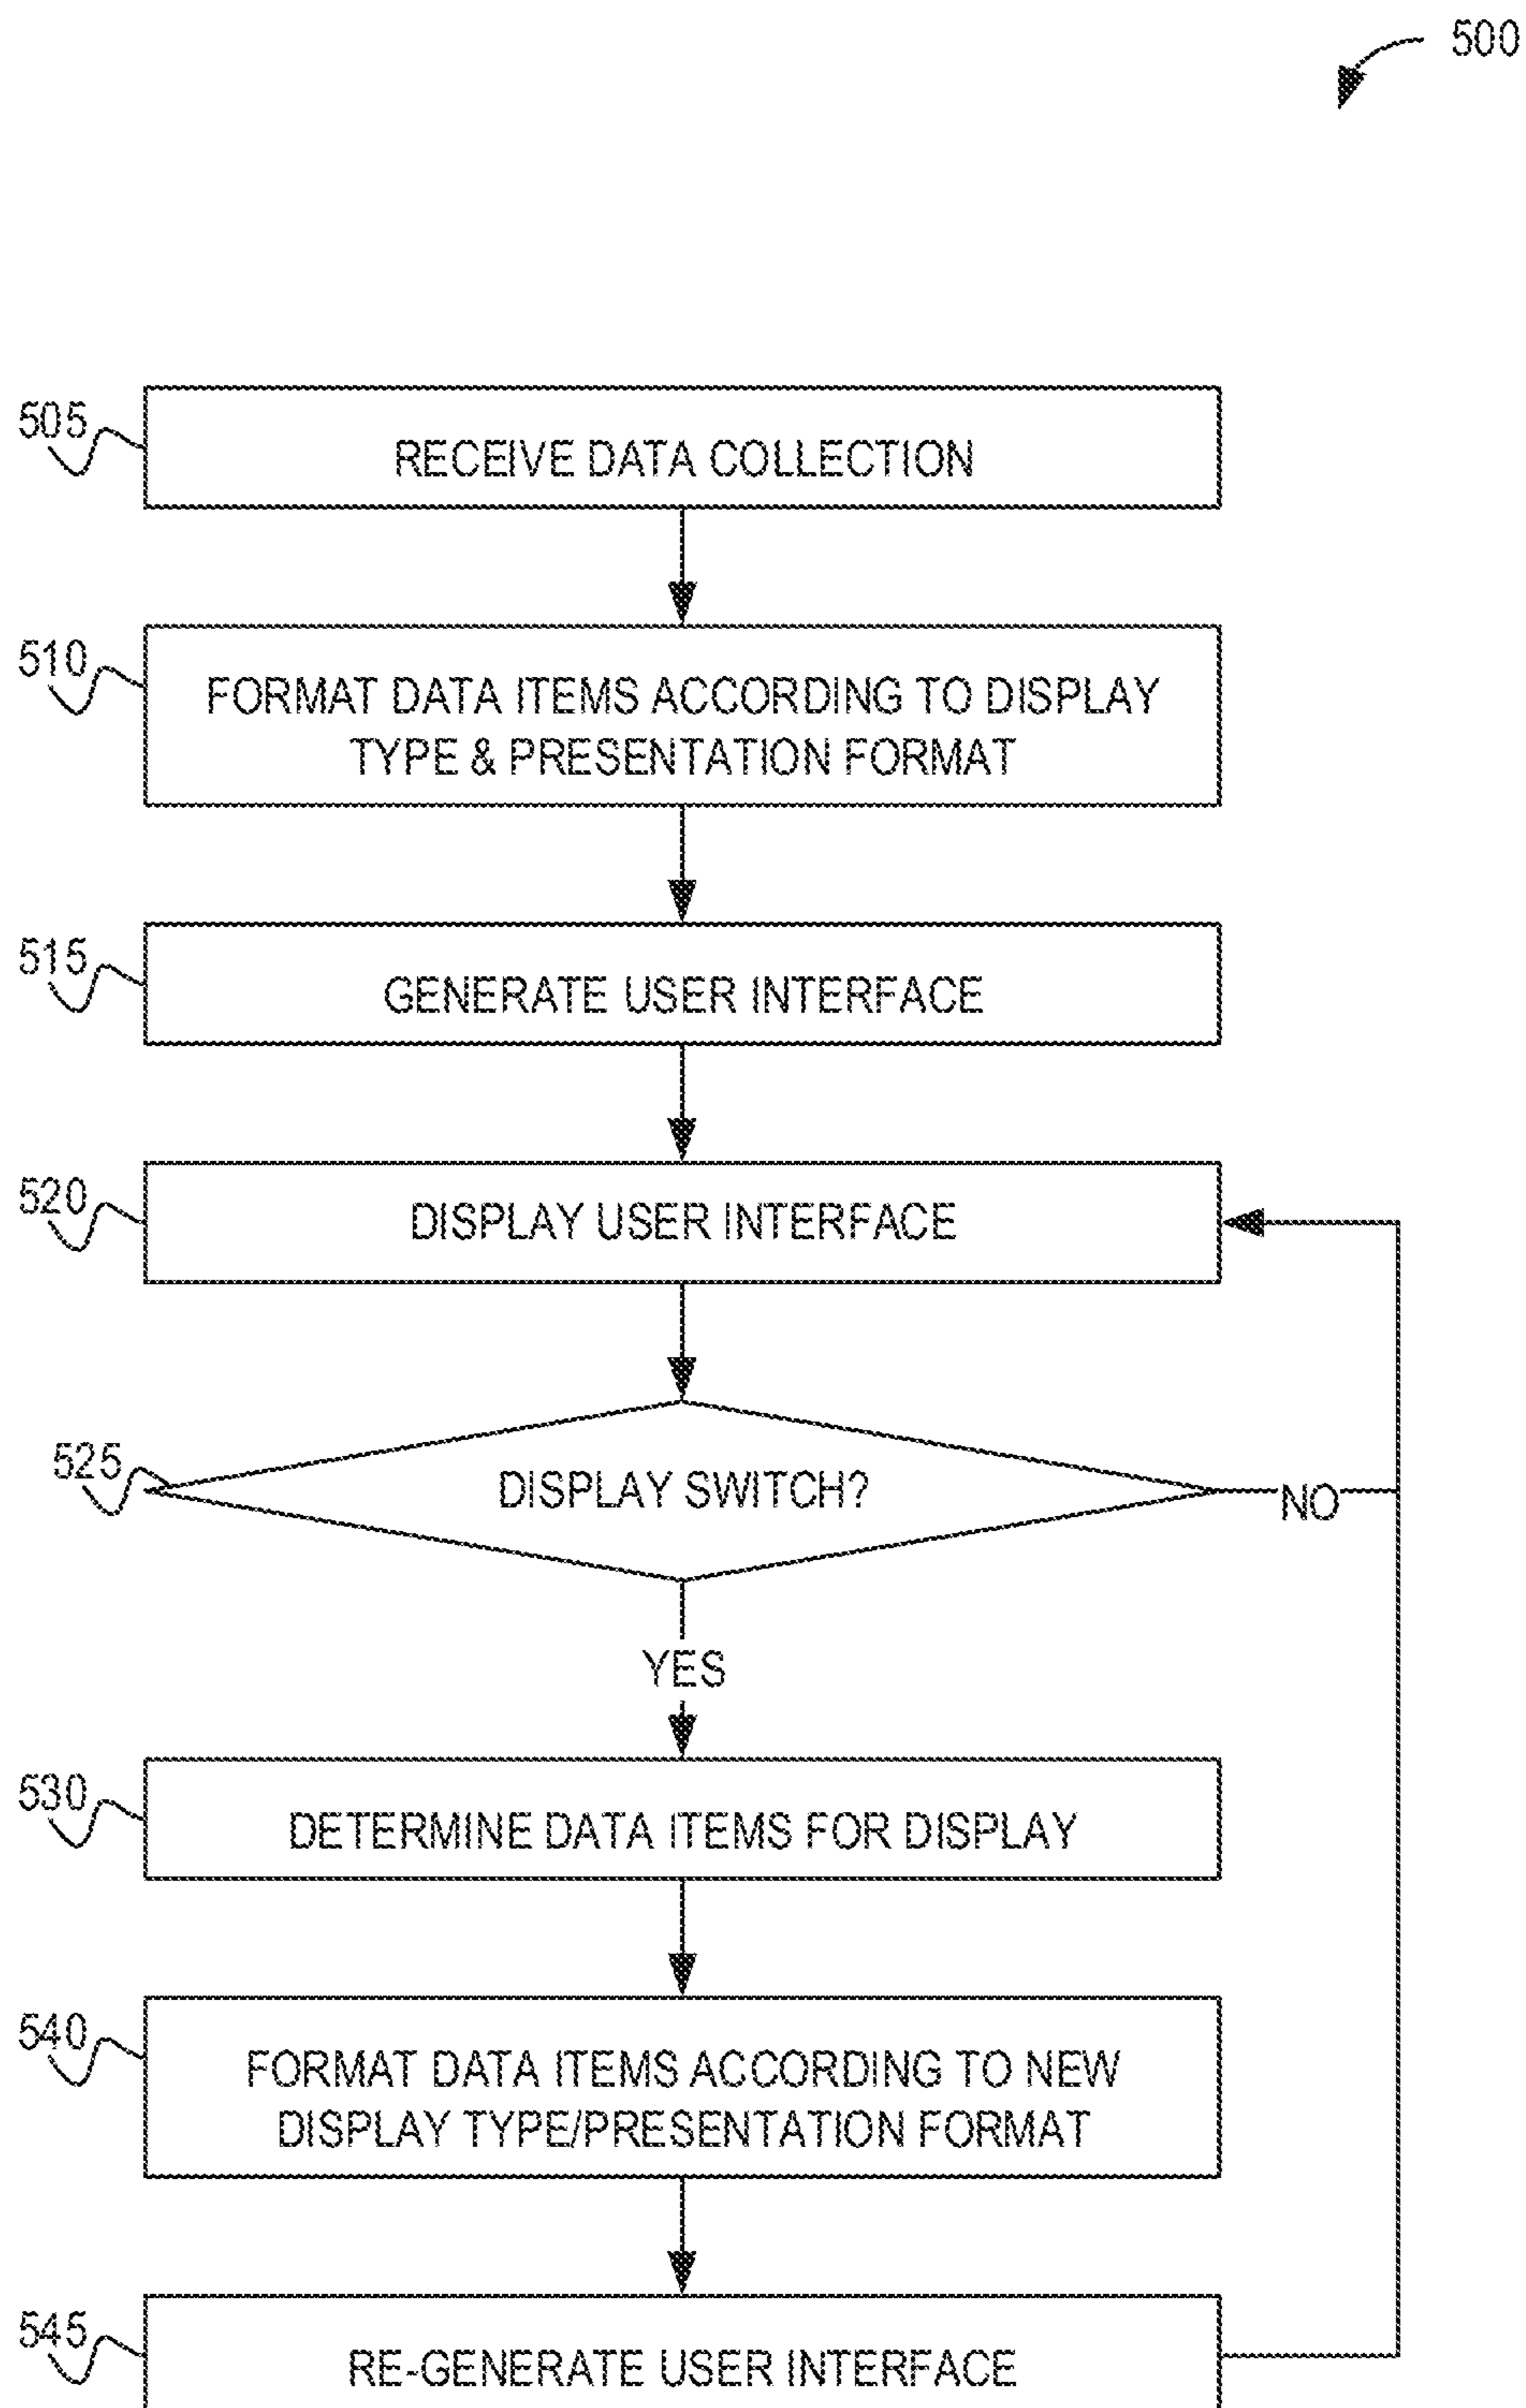 500
505
RECEIVE DATA COLLECTION
510
FORMAT DATA ITEMS ACCORDING TO DISPLAY
TYPE & PRESENTATION FORMAT
515
GENERATE USER INTERFACE
520
DISPLAY USER INTERFACE
525
DISPLAY SWITCH?
NO
YES
530
DETERMINE DATA ITEMS FOR DISPLAY
540
FORMAT DATA ITEMS ACCORDING TO NEW
DISPLAY TYPE/PRESENTATION FORMAT
545
RE-GENERATE USER INTERFACE